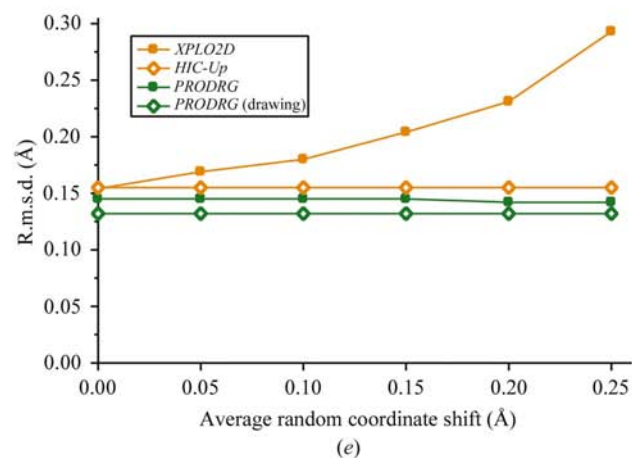 0.30
0.25
0.20
0.15
0.10
0.05
0.00
R.m.s.d. (Å)
XPLO2D
HIC-Up
PRODRG
PRODRG (drawing)
0.00 0.05 0.10 0.15 0.20 0.25
Average random coordinate shift (Å)
(e)